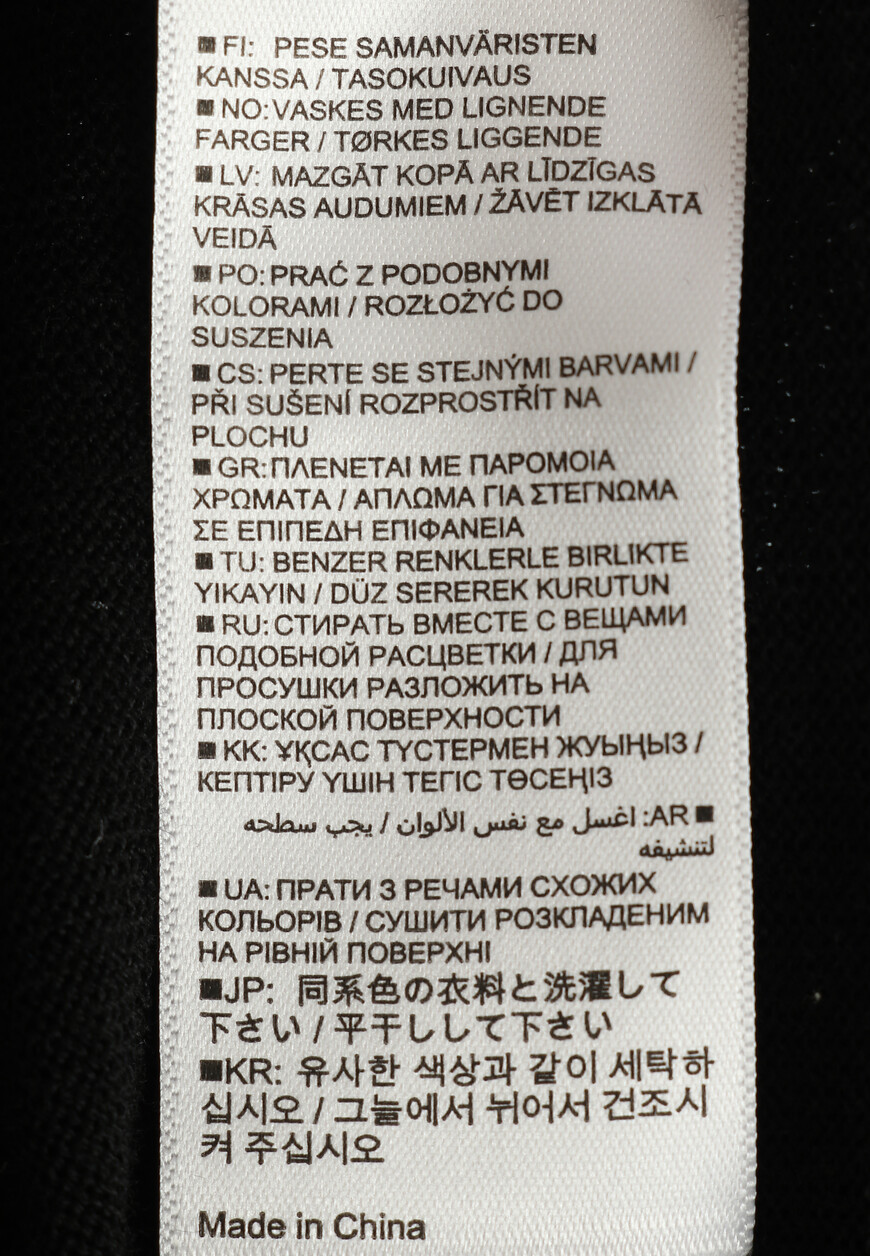 ■ FI: PESE SAMANVÄRISTEN
KANSSA / TASOKUIVAUS
■ NO: VASKES MED LIGNENDE
FARGER / TØRKES LIGGENDE
■ LV: MAZGĀT KOPĀ AR LĪDZĪGAS
KRĀSAS AUDUMIEM / ŽĀVĒT IZKLĀTĀ
VEIDĀ
■ PO: PRAĆ Z PODOBNYMI
KOLORAMI / ROZŁOŻYĆ DO
SUSZENIA
■ CS: PERTE SE STEJNÝMI BARVAMI /
PŘI SUŠENÍ ROZPROSTŘÍT NA
PLOCHU
■ GR: ΠΛΕΝΕΤΑΙ ΜΕ ΠΑΡΟΜΟΙΑ
ΧΡΩΜΑΤΑ / ΑΠΛΩΜΑ ΓΙΑ ΣΤΕΓΝΩΜΑ
ΣΕ ΕΠΙΠΕΔΗ ΕΠΙΦΑΝΕΙΑ
■ TU: BENZER RENKLERLE BIRLIKTE
YIKAYIN / DÜZ SEREREK KURUTUN
■ RU: СТИРАТЬ ВМЕСТЕ С ВЕЩАМИ
ПОДОБНОЙ РАСЦВЕТКИ / ДЛЯ
ПРОСУШКИ РАЗЛОЖИТЬ НА
ПЛОСКОЙ ПОВЕРХНОСТИ
■ KK: ҰҚСАС ТҮСТЕРМЕН ЖУЫҢЫЗ /
КЕПТІРУ ҮШІН ТЕГІС ТӨСЕҢІЗ
■ AR: اغسل مع نفس الألوان / يجب سطحه
لتنشيفه
■ UA: ПРАТИ З РЕЧАМИ СХОЖИХ
КОЛЬОРІВ / СУШИТИ РОЗКЛАДЕНИМ
НА РІВНІЙ ПОВЕРХНІ
■JP: 同系色の衣料と洗濯して
下さい / 平干ししして下さい
■KR: 유사한 색상과 같이 세탁하
십시오 / 그늘에서 뉘어서 건조시
켜 주십시오
Made in China